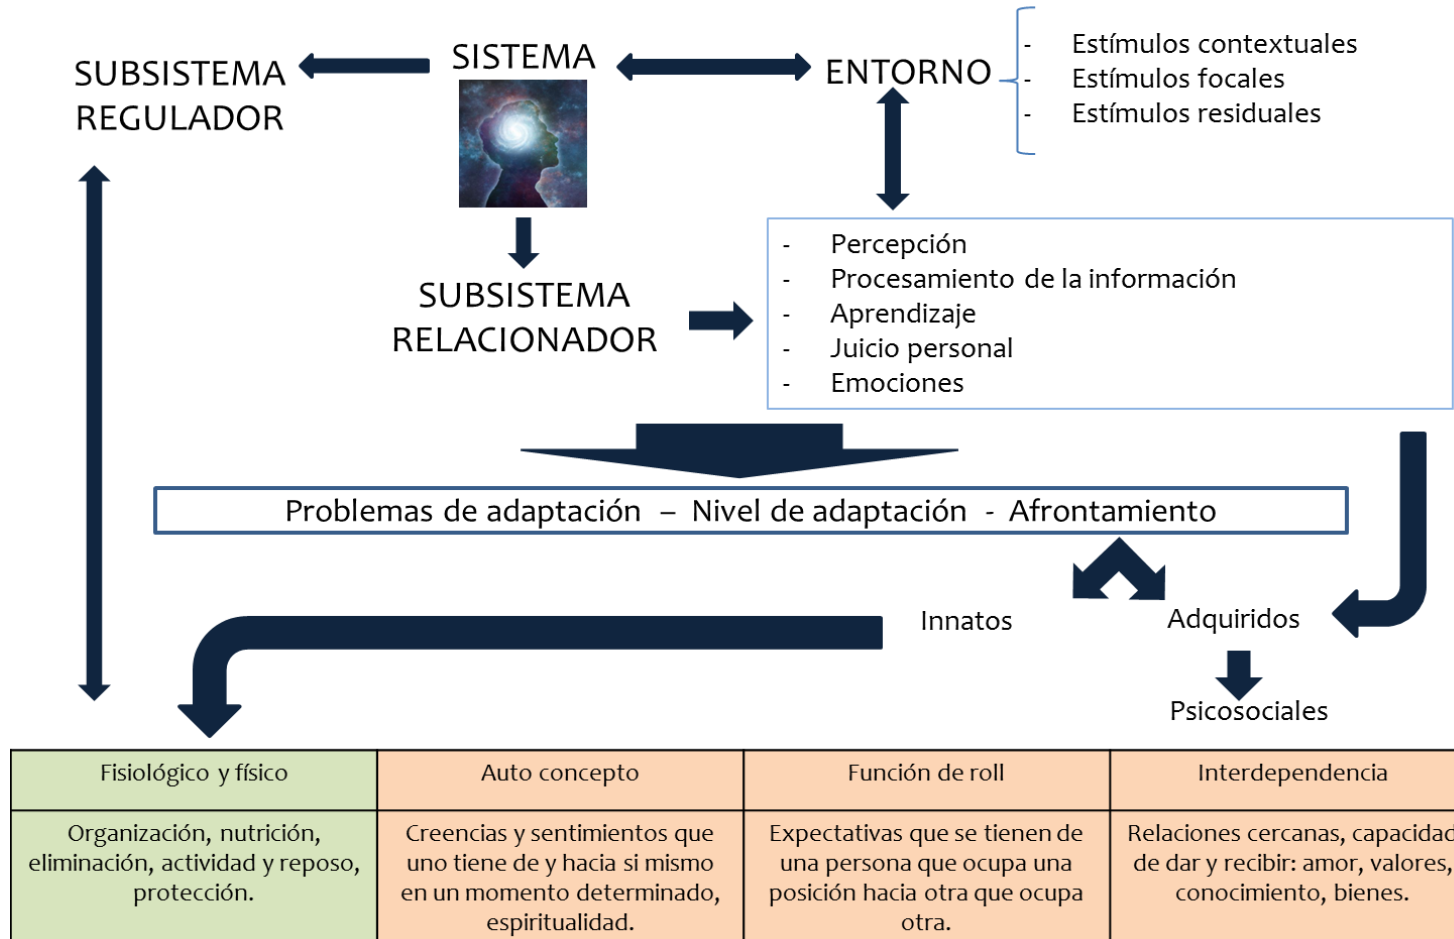 SUBSISTEMA
REGULADOR
SISTEMA
ENTORNO
- Estímulos contextuales
- Estímulos focales
- Estímulos residuales
SUBSISTEMA
RELACIONADOR
- Percepción
- Procesamiento de la información
- Aprendizaje
- Juicio personal
- Emociones
Problemas de adaptación – Nivel de adaptación - Afrontamiento
Innatos
Adquiridos
Psicosociales
Fisiológico y físico
Auto concepto
Función de roll
Interdependencia
Organización, nutrición,
eliminación, actividad y reposo,
protección.
Creencias y sentimientos que
uno tiene de y hacia si mismo
en un momento determinado,
espiritualidad.
Expectativas que se tienen de
una persona que ocupa una
posición hacia otra que ocupa
otra.
Relaciones cercanas, capacidad
de dar y recibir: amor, valores,
conocimiento, bienes.